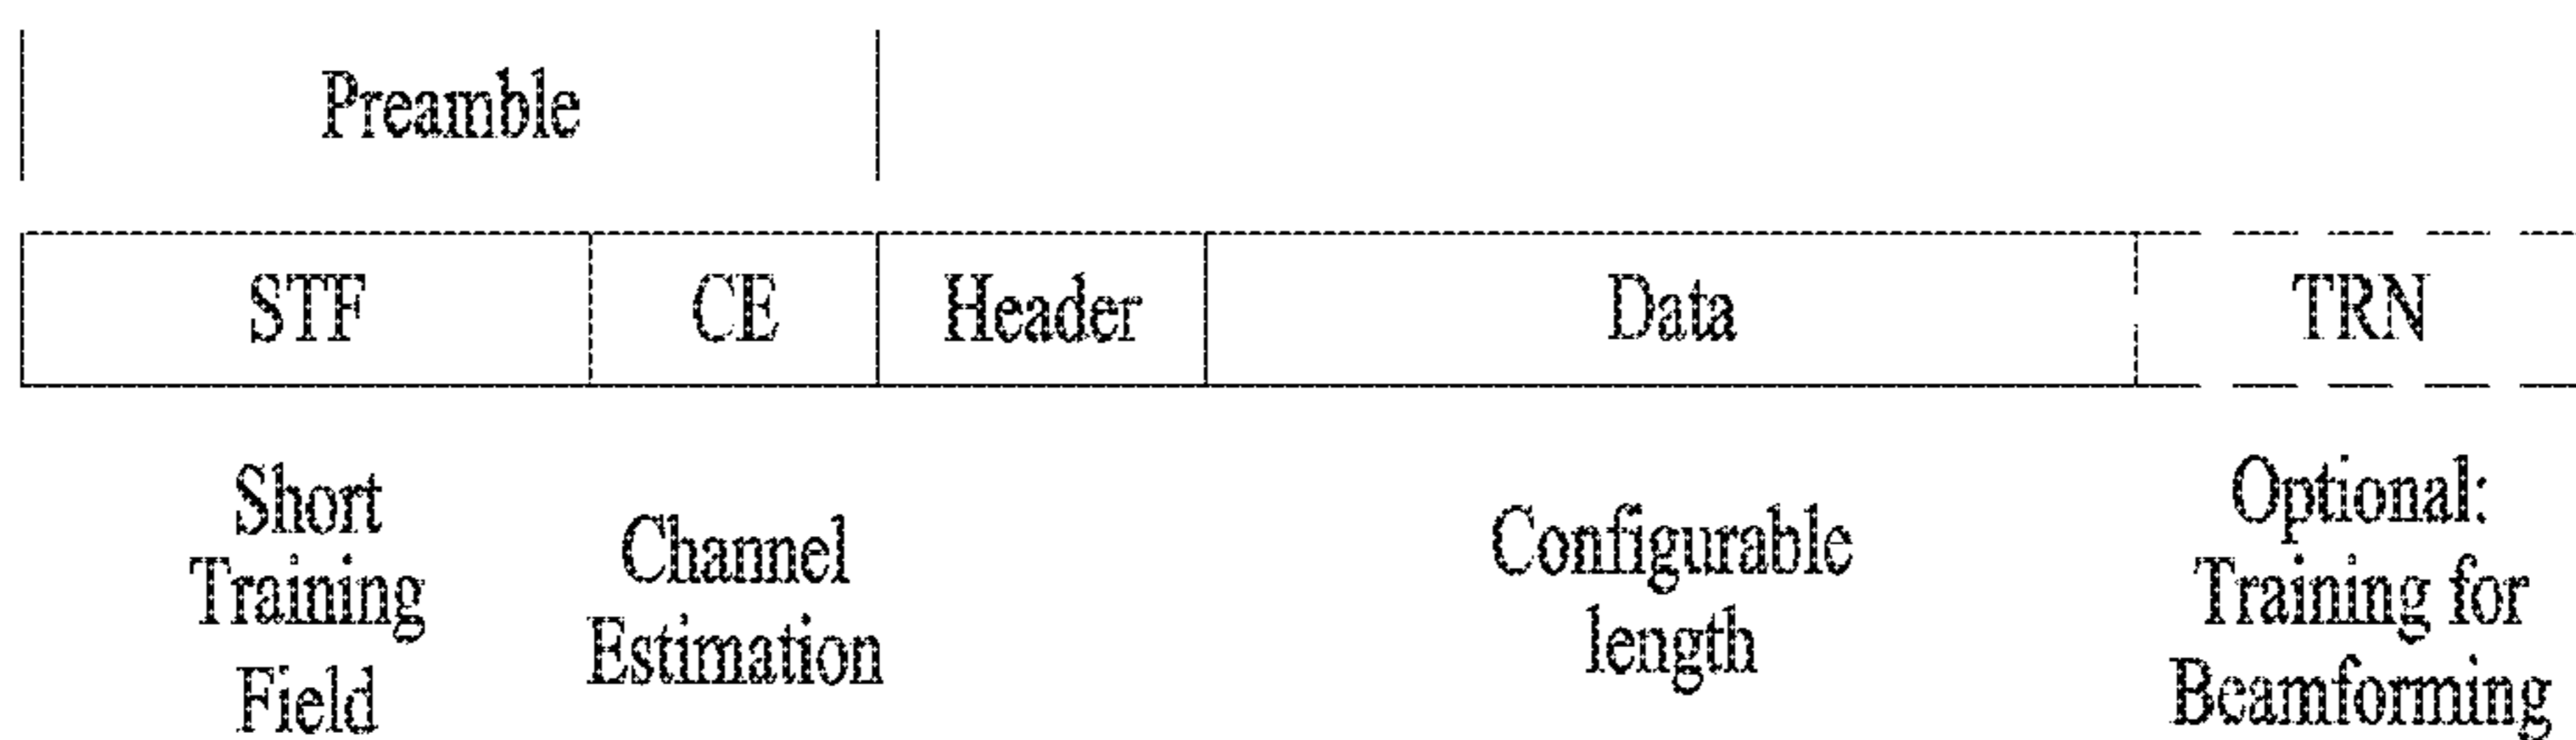 Preamble
STF CE Header Data TRN
Short
Training
Field
Channel
Estimation
Configurable
length
Optional:
Training for
Beamforming